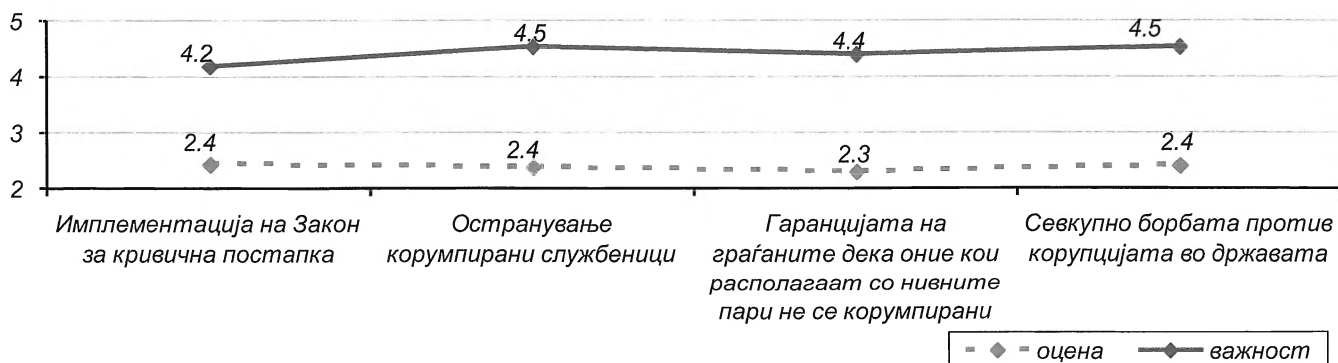 5
4.2
4.5
4.4
4.5
4
3
2.4
2.4
2.3
2.4
2
Имплементација на Закон
за кривична постапка
Остранување
корумпирани службеници
Гаранцијата на
граѓаните дека оние кои
располагаат со нивните
пари не се корумпирани
Севкупно борбата против
корупцијата во државата
оцена
важност